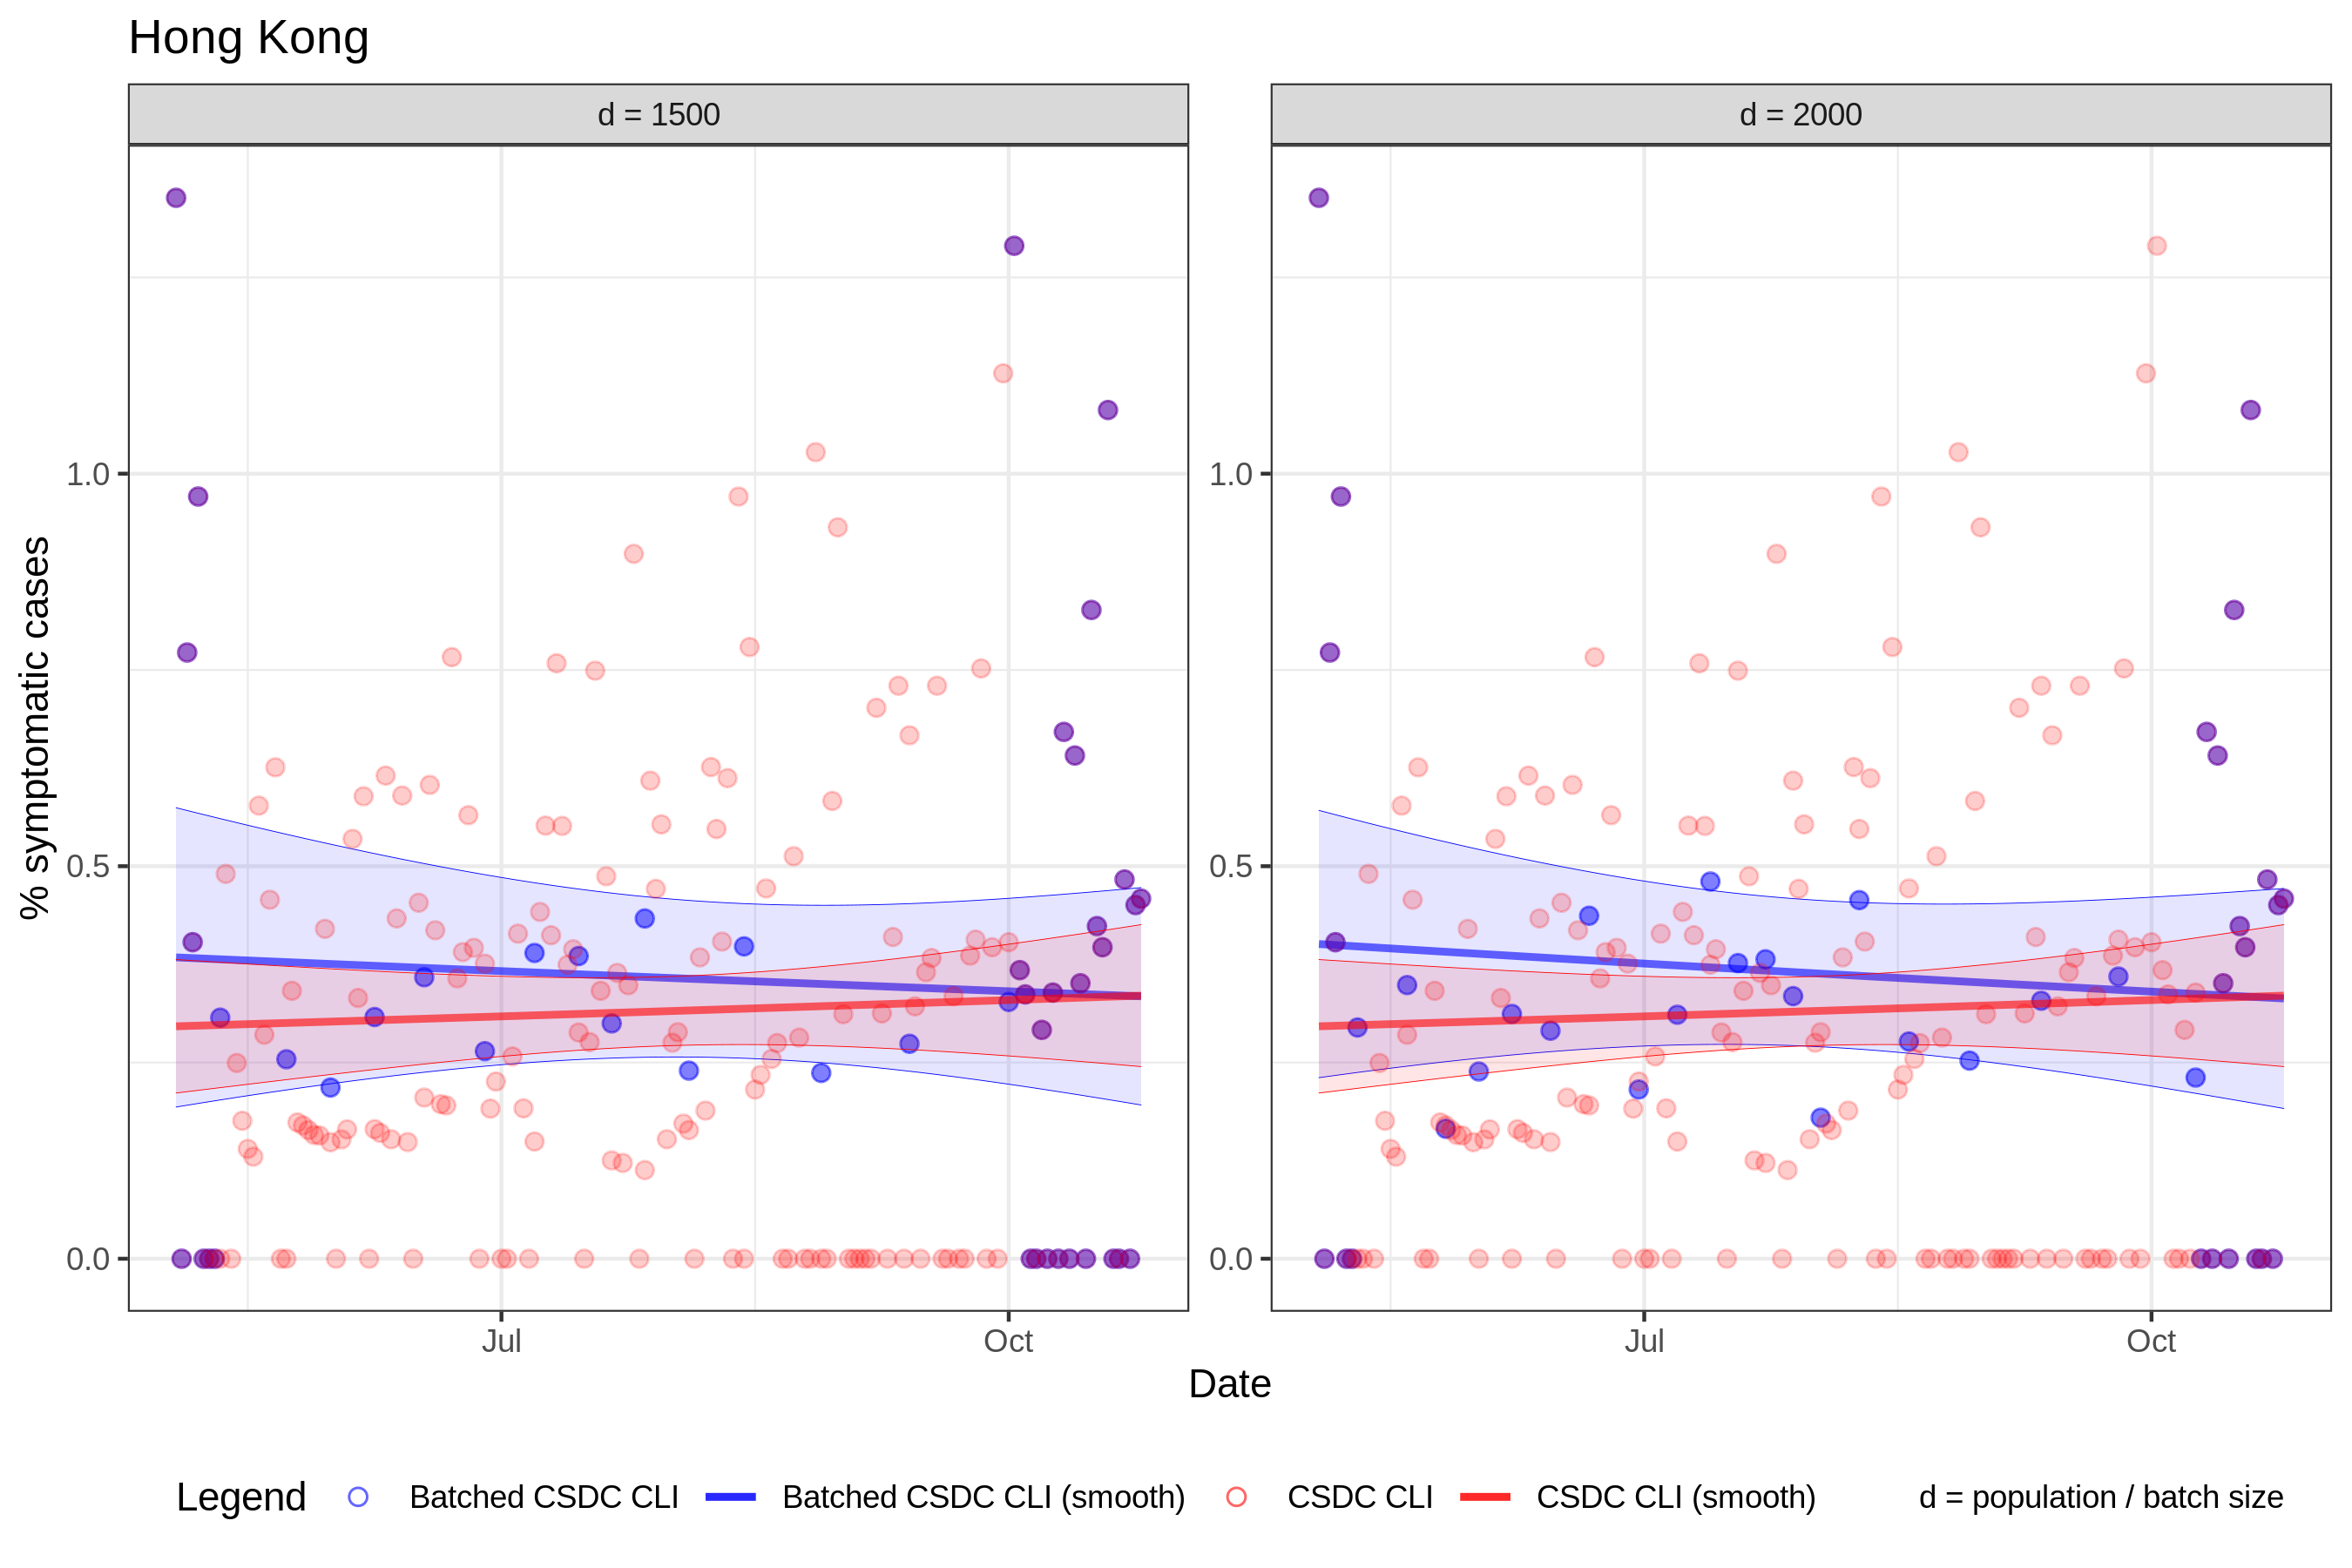 Hong Kong
d = 1500
d = 2000
% symptomatic cases
1.0
0.5
0.0
1.0
0.5
0.0
Jul
Oct
Jul
Oct
Date
Legend
Batched CSDC CLI
Batched CSDC CLI (smooth)
CSDC CLI
CSDC CLI (smooth)
d = population / batch size